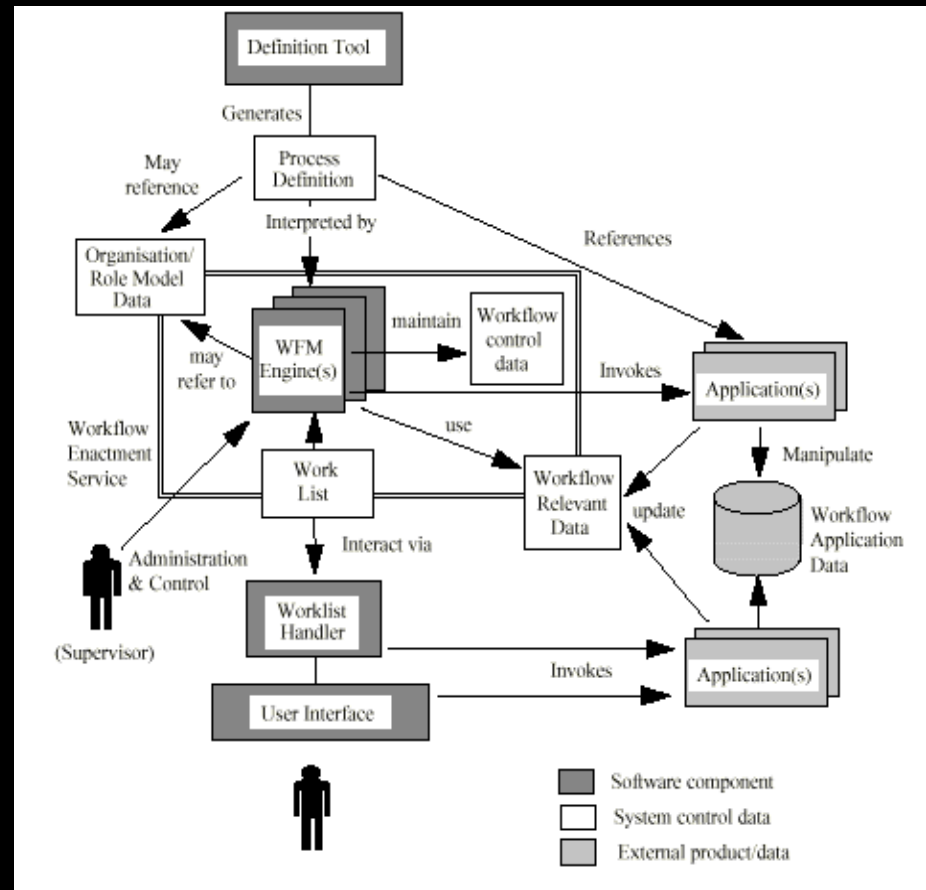 Definition Tool
Generates
May
reference
Process
Definition
Interpreted by
References
Organisation/
Role Model
Data
WFM
Engine(s)
maintain
Workflow
control
data
may
refer to
Invokes
Application(s)
use
Workflow
Enactment
Service
Work
List
Workflow
Relevant
Data
update
Manipulate
Workflow
Application
Data
Interact via
Administration
& Control
(Supervisor)
Worklist
Handler
Invokes
Application(s)
User Interface
Software component
System control data
External product/data